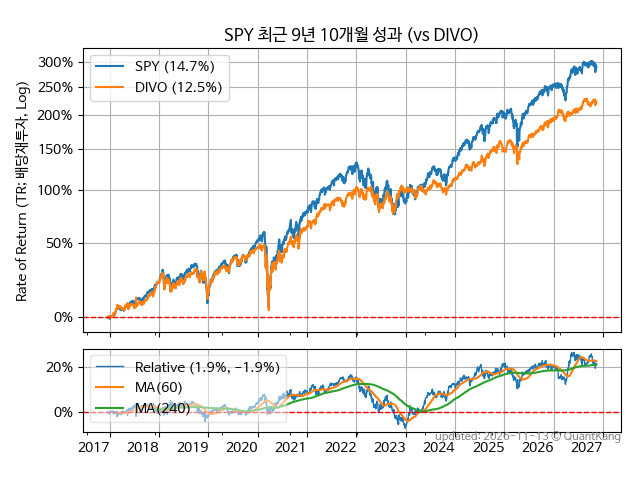 SPY 최근 9년 10개월 성과 (vs DIVO)
Rate of Return (TR: 배당재투자, Log)
300%
250%
200%
150%
100%
50%
0%
SPY (14.7%)
DIVO (12.5%)
20%
0%
Relative (1.9%, −1.9%)
MA(60)
MA(240)
updated: 2026-11-13 © QuantKang
2017 2018 2019 2020 2021 2022 2023 2024 2025 2026 2027